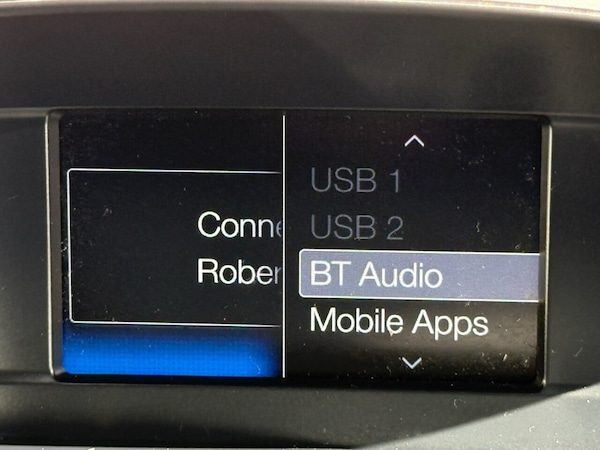 Conne
Rober
USB 1
USB 2
BT Audio
Mobile Apps